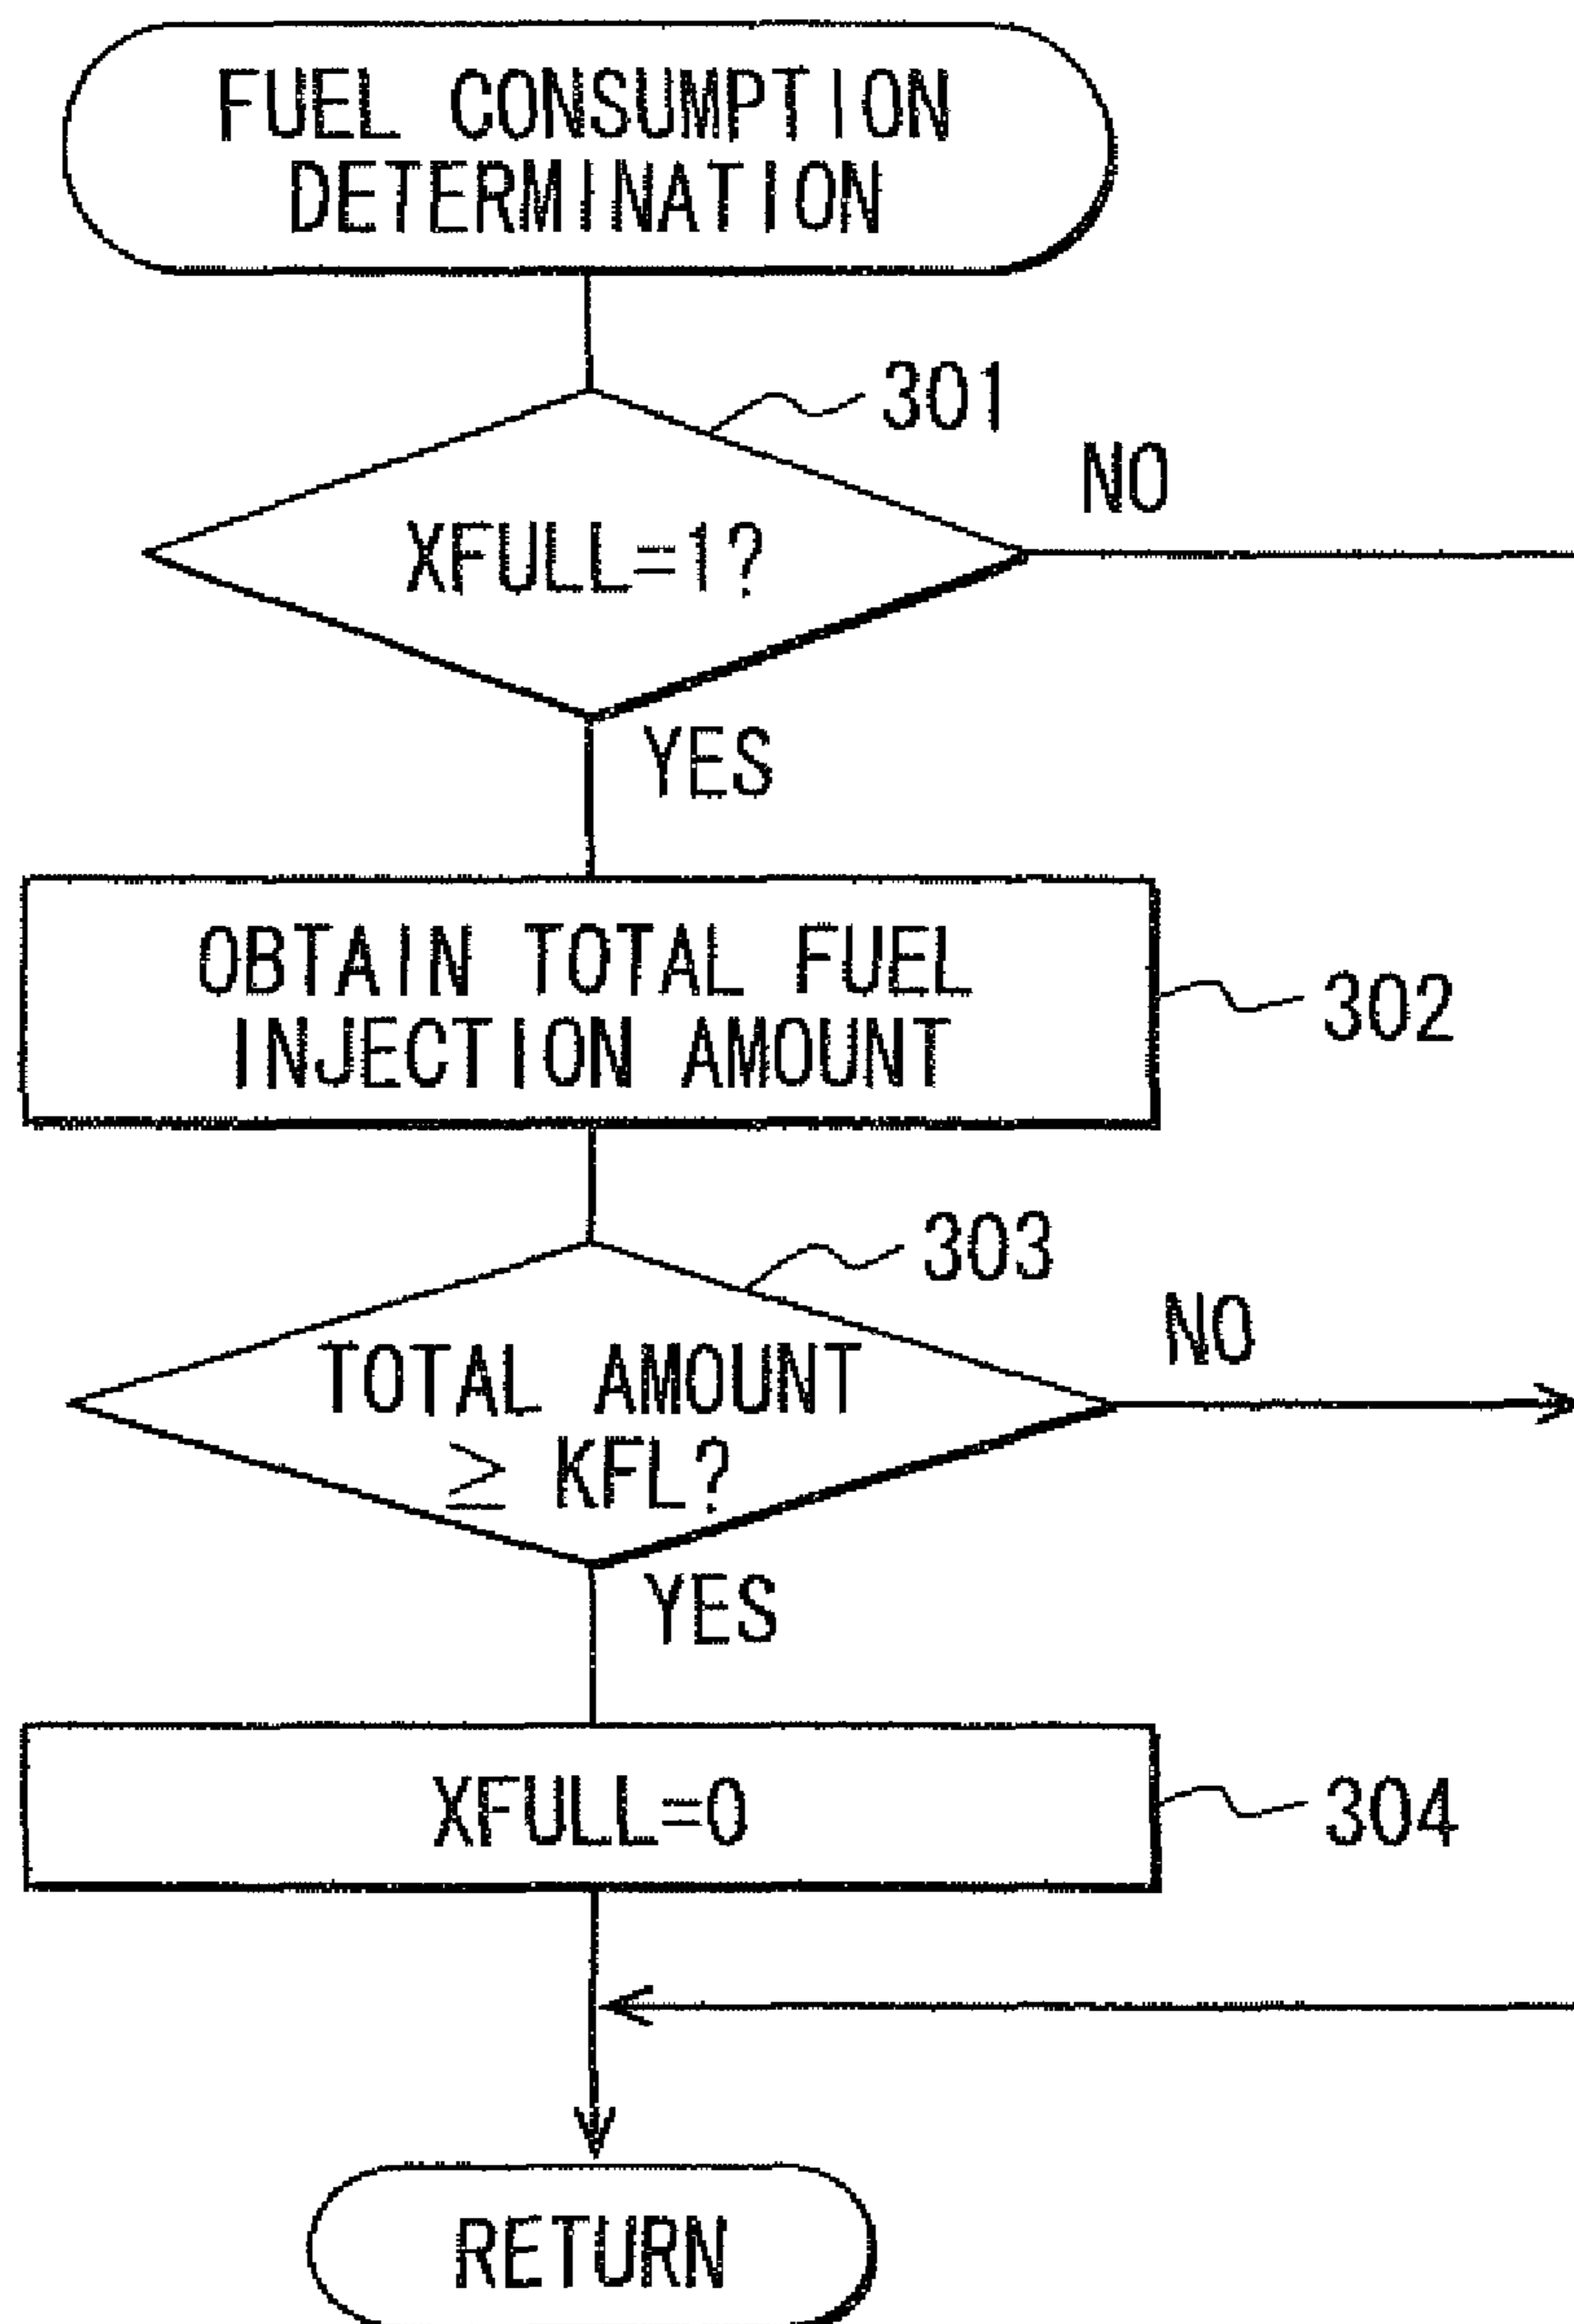 FUEL CONSUMPTION
DETERMINATION
301
NO
XFULL=1?
YES
OBTAIN TOTAL FUEL
INJECTION AMOUNT
302
303
NO
TOTAL AMOUNT
≥ KFL?
YES
XFULL=0
304
RETURN